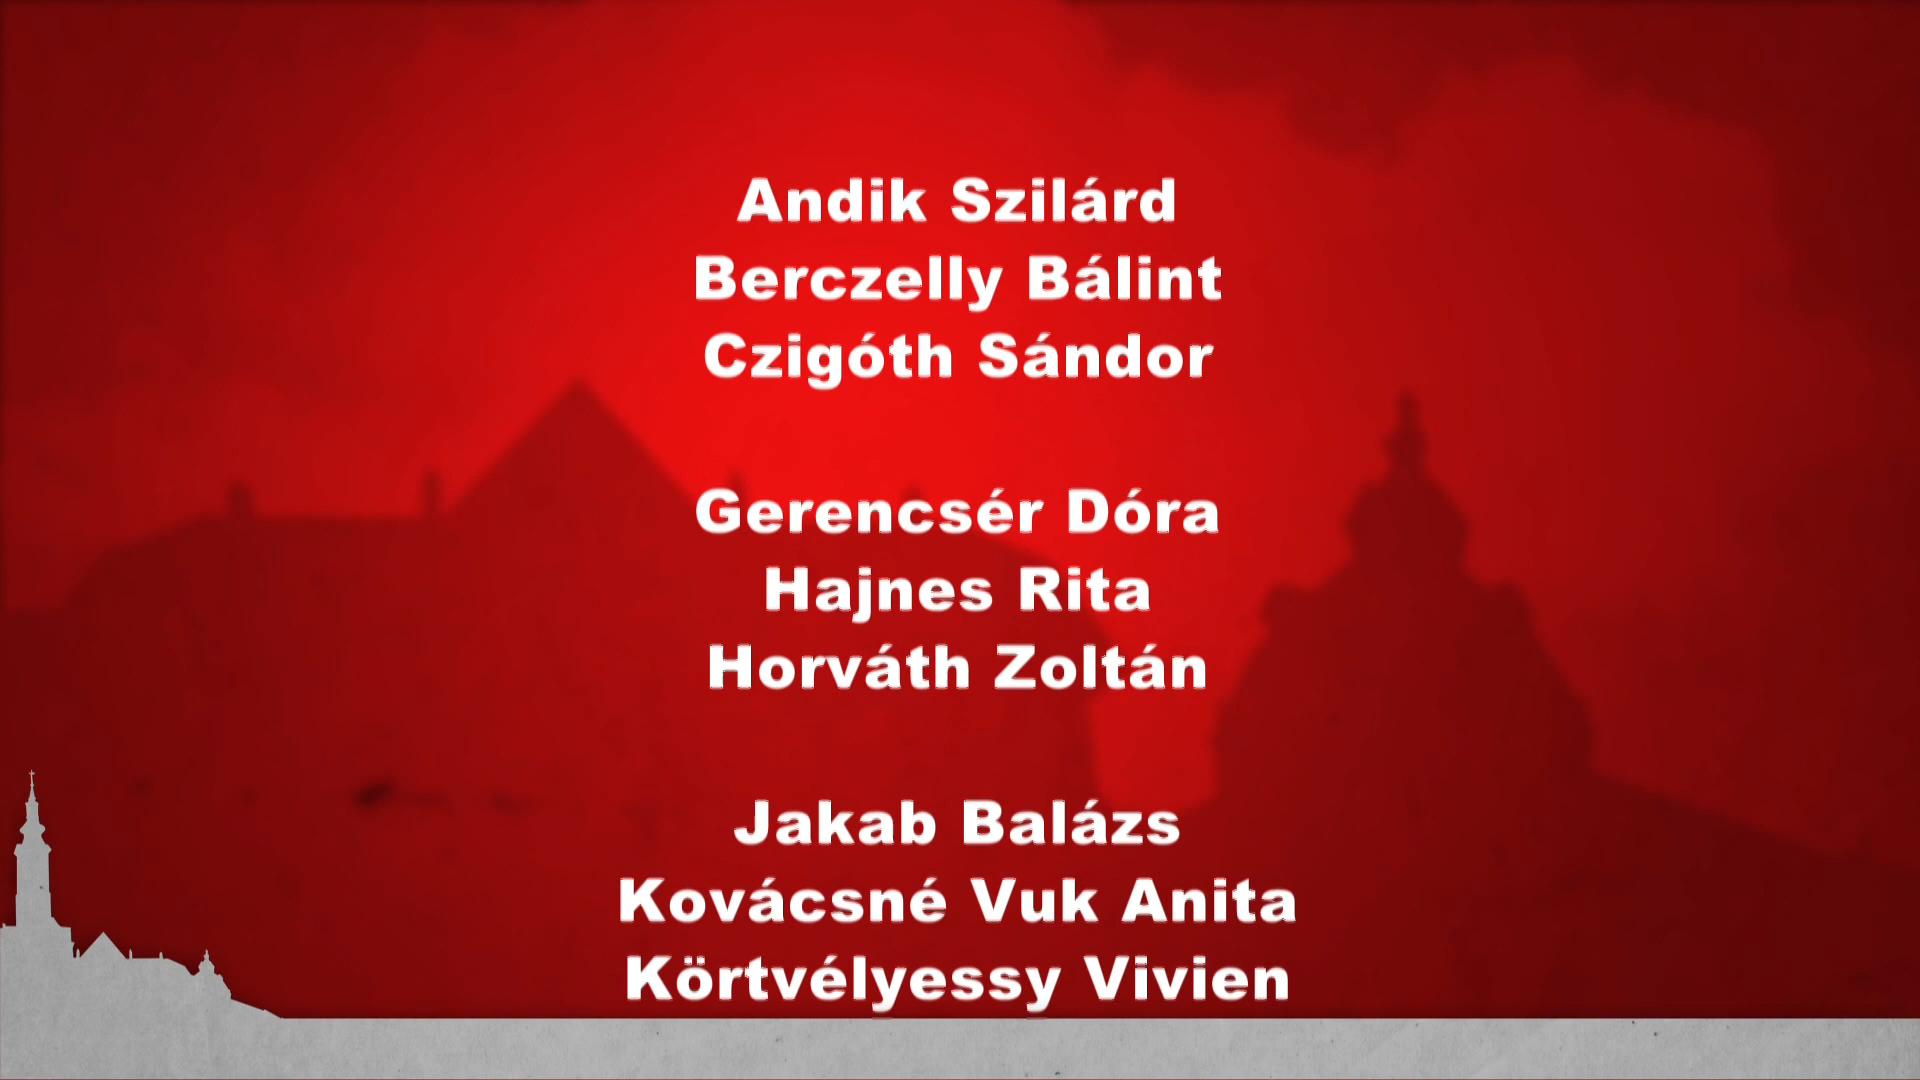 Andik Szilárd
Berczelly Bálint
Czigóth Sándor
Gerencsér Dóra
Hajnes Rita
Horváth Zoltán
Jakab Balázs
Kovácsné Vuk Anita
Körtvélyessy Vivien